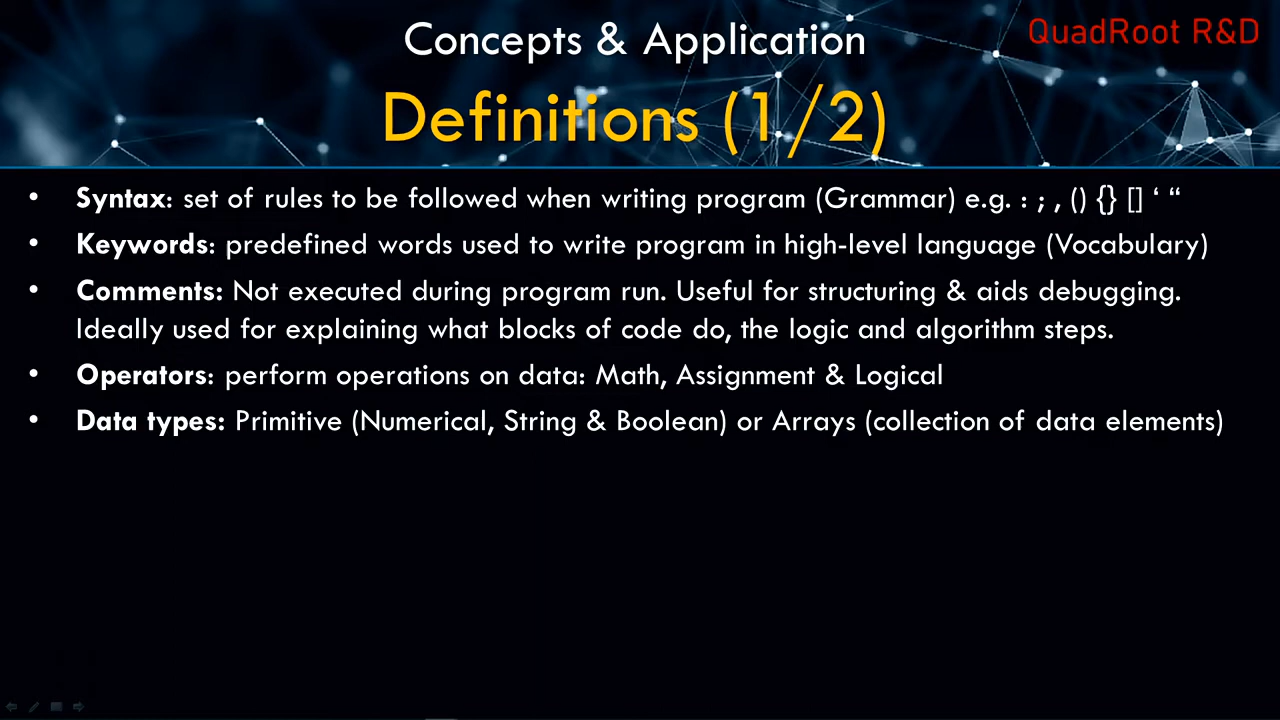 Concepts & Application
QuadRoot R&D
Definitions (1/2)
• Syntax: set of rules to be followed when writing program (Grammar) e.g. : ; , () {} [] ‘ “
• Keywords: predefined words used to write program in high-level language (Vocabulary)
• Comments: Not executed during program run. Useful for structuring & aids debugging.
Ideally used for explaining what blocks of code do, the logic and algorithm steps.
• Operators: perform operations on data: Math, Assignment & Logical
• Data types: Primitive (Numerical, String & Boolean) or Arrays (collection of data elements)